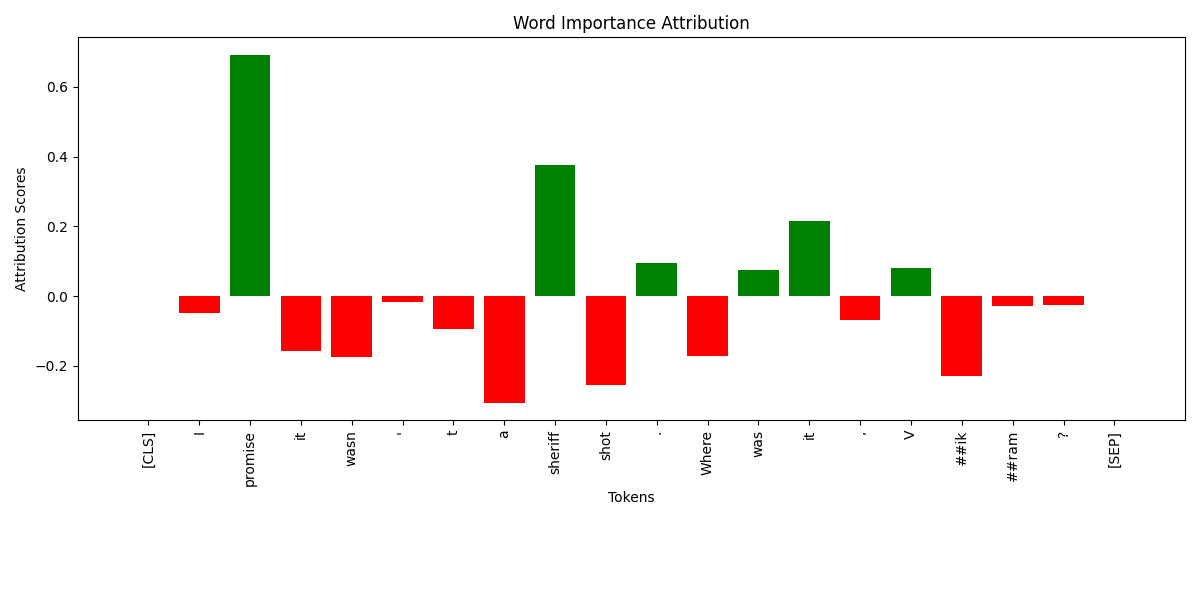 Word Importance Attribution
Attribution Scores
0.6
0.4
0.2
0.0
−0.2
[CLS]
I
promise
it
wasn
'
t
a
sheriff
shot
.
Where
was
it
,
V
##ik
##ram
?
[SEP]
Tokens